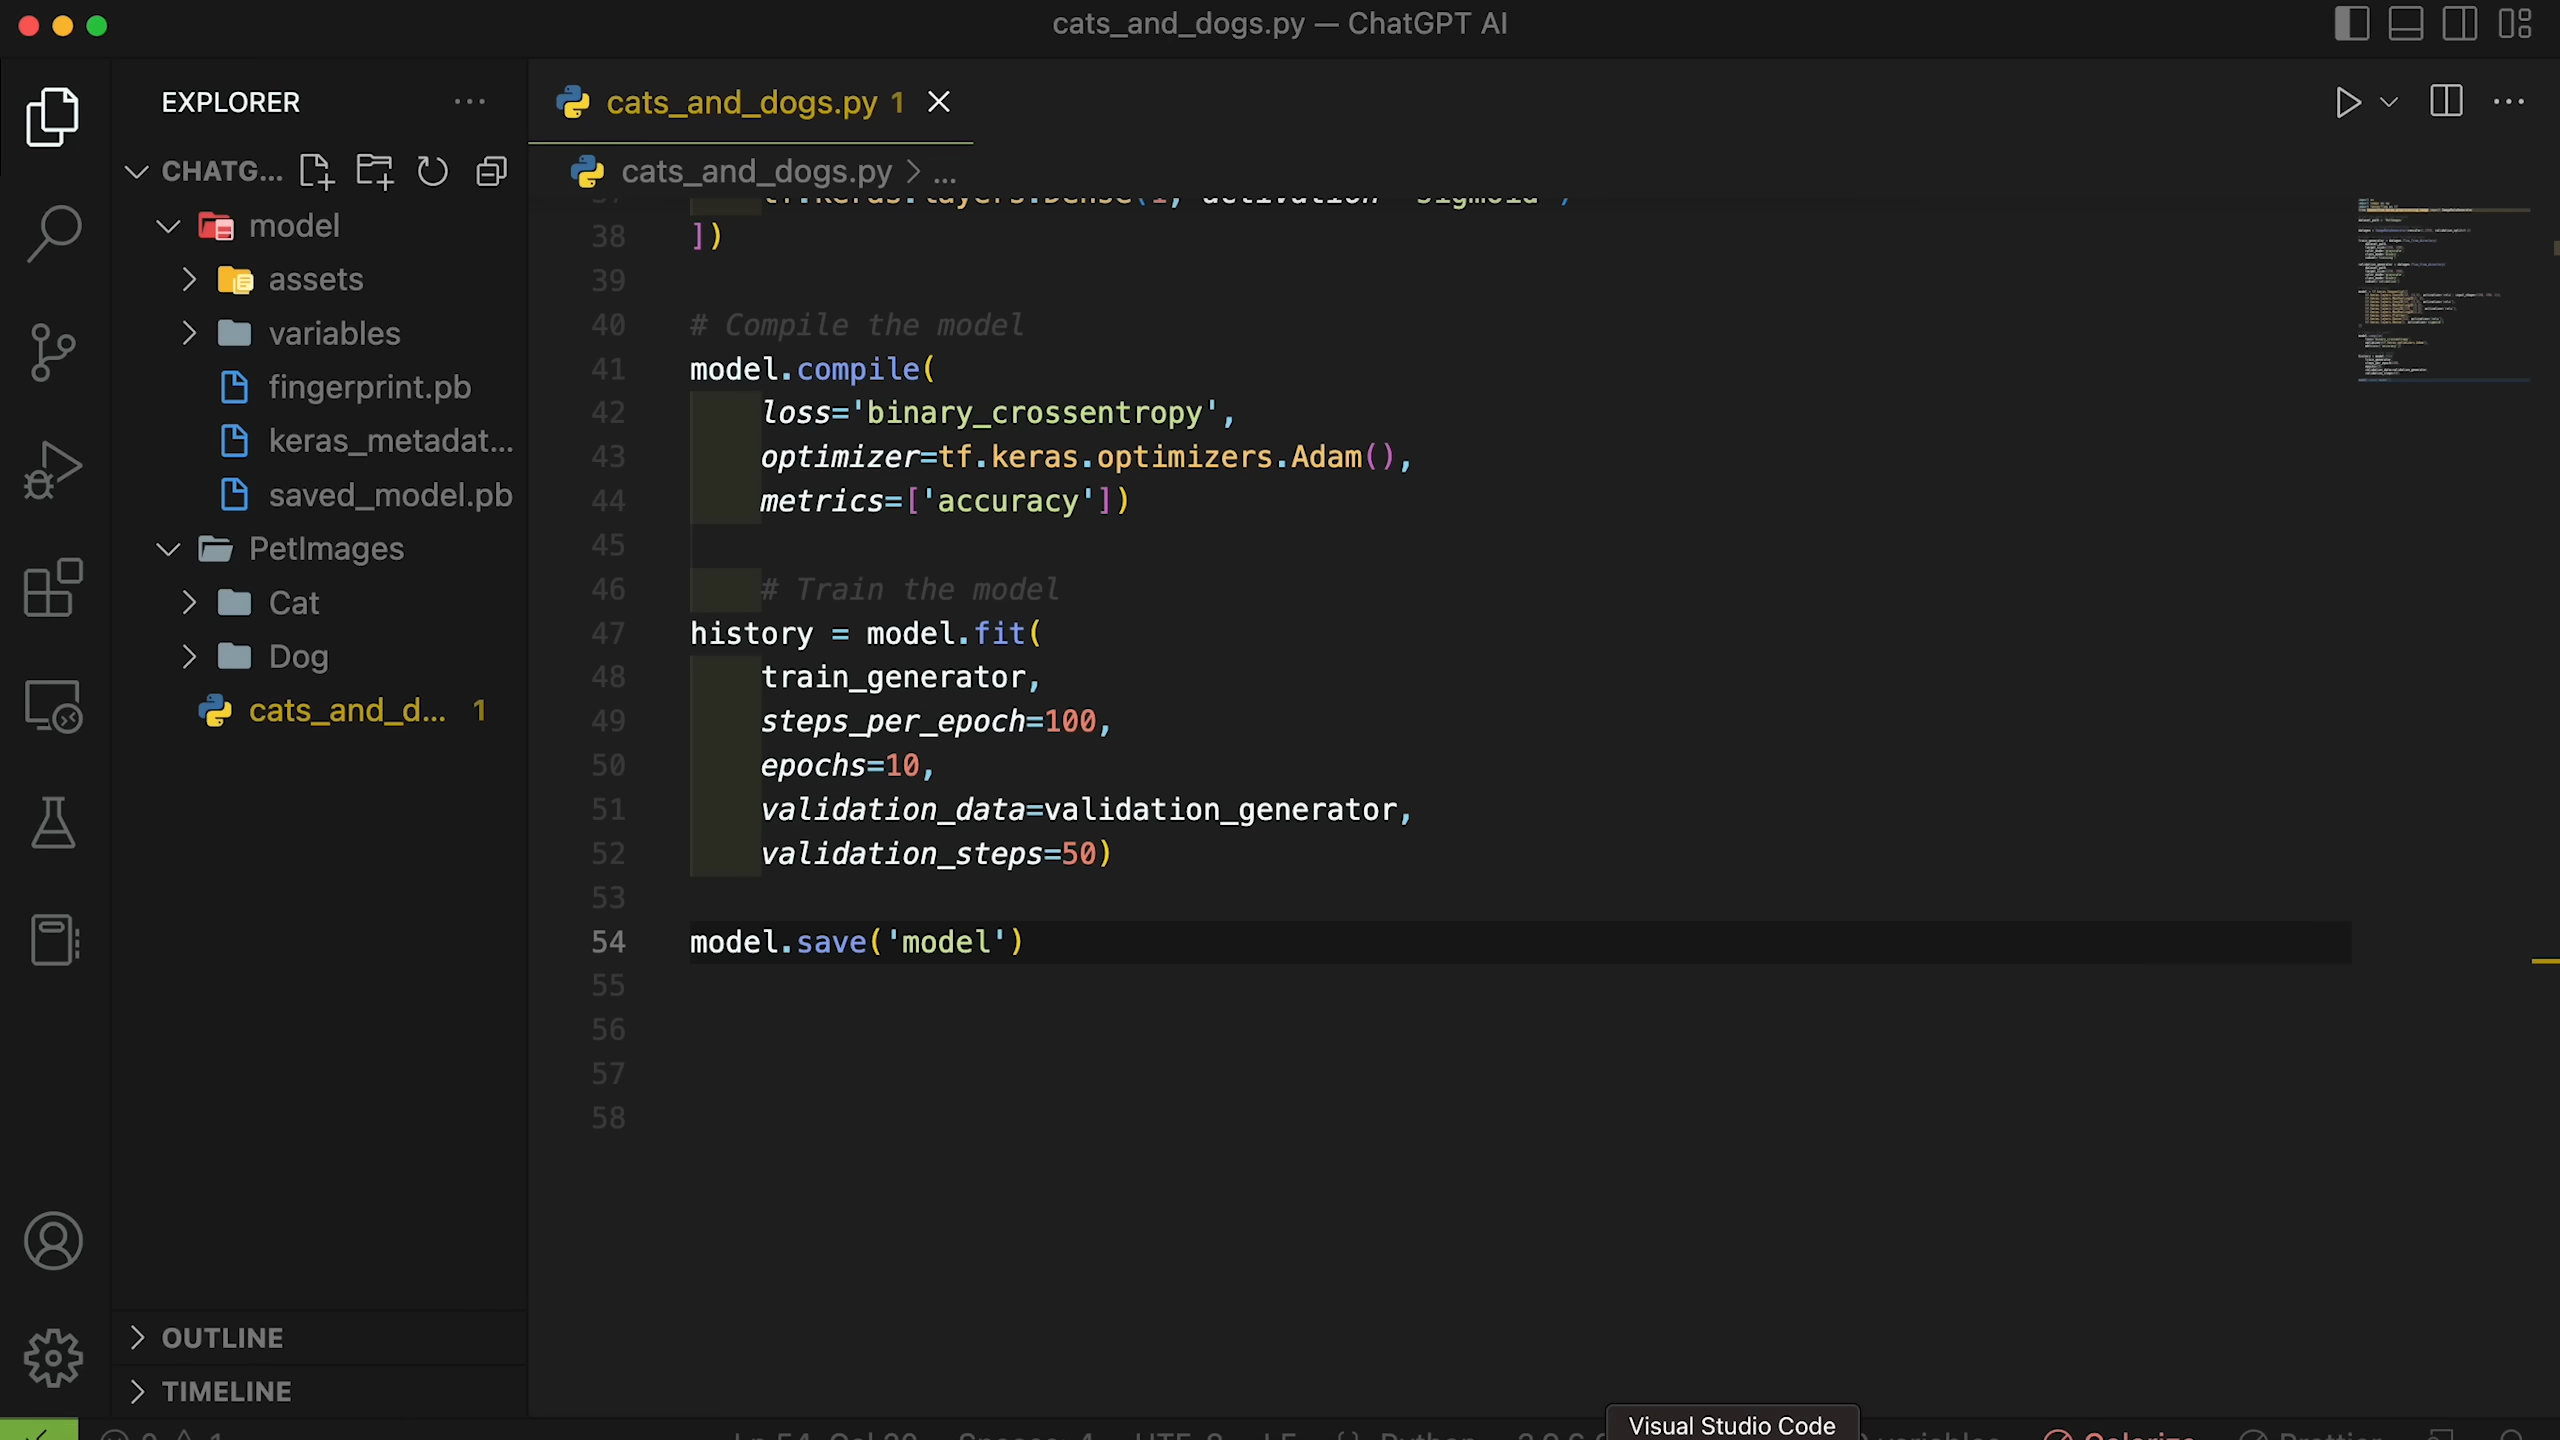 cats_and_dogs.py — ChatGPT AI
EXPLORER
CHATG...
model
assets
variables
fingerprint.pb
keras_metadat...
saved_model.pb
PetImages
Cat
Dog
cats_and_d... 1
OUTLINE
TIMELINE
cats_and_dogs.py 1
cats_and_dogs.py > ...
38 ])
39
40 # Compile the model
41 model.compile(
42 loss='binary_crossentropy',
43 optimizer=tf.keras.optimizers.Adam(),
44 metrics=['accuracy'])
45
46 # Train the model
47 history = model.fit(
48 train_generator,
49 steps_per_epoch=100,
50 epochs=10,
51 validation_data=validation_generator,
52 validation_steps=50)
53
54 model.save('model')
55
56
57
58
Visual Studio Code